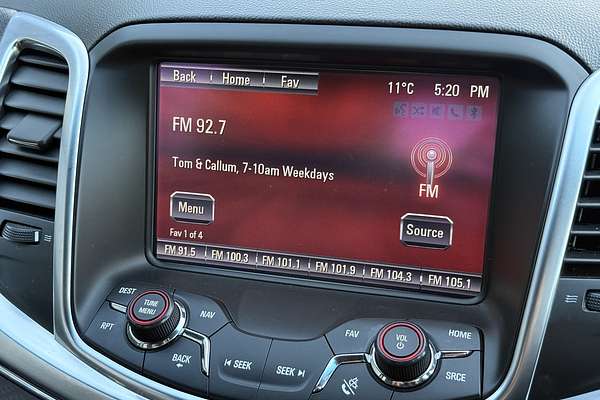 Back Home Fav
11°C 5:20 PM
FM 92.7
Tom & Callum, 7-10am Weekdays
FM
Menu
Source
Fav 1 of 4
FM 91.5 FM 100.3 FM 101.1 FM 101.9 FM 104.3 FM 105.1
DEST
RPT
TUNE
MENU
NAV
BACK
SEEK
SEEK
FAV
VOL
HOME
SRCE